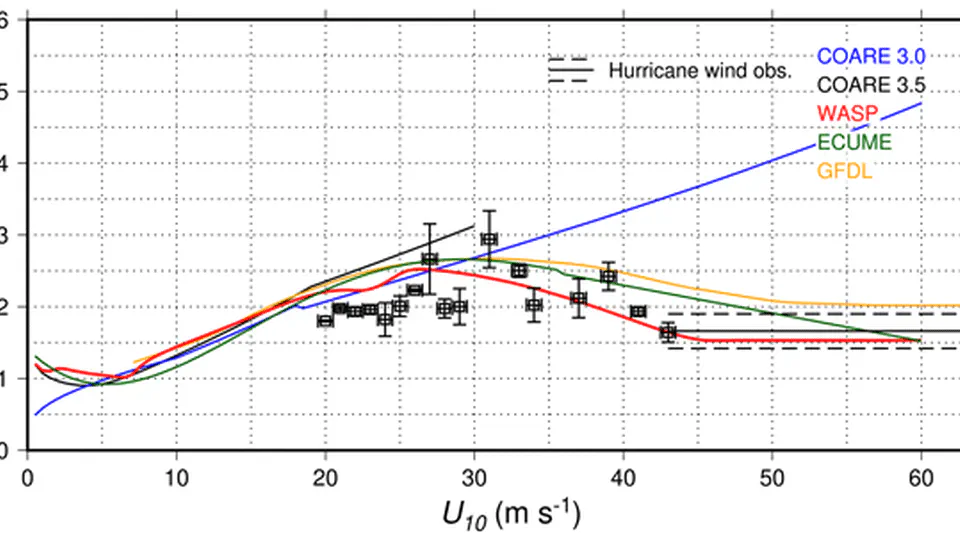 6
5
4
3
2
1
0
0 10 20 30 40 50 60
U10 (m s-1)
Hurricane wind obs.
COARE 3.0
COARE 3.5
WASP
ECUME
GFDL